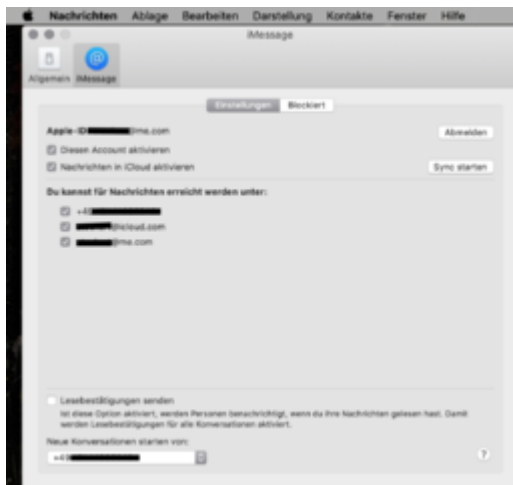 Nachrichten Ablage Bearbeiten Darstellung Kontakte Fenster Hilfe
iMessage
Allgemein iMessage
Einstellungen Blockiert
Apple-ID @me.com Abmelden
Diesen Account aktivieren
Nachrichten in iCloud aktivieren Sync starten
Du kannst für Nachrichten erreicht werden unter:
+49
@icloud.com
@me.com
Lesebestätigungen senden
Ist diese Option aktiviert, werden Personen benachrichtigt, wenn du ihre Nachrichten gelesen hast. Damit
werden Lesebestätigungen für alle Konversationen aktiviert.
Neue Konversationen starten von:
+49
?